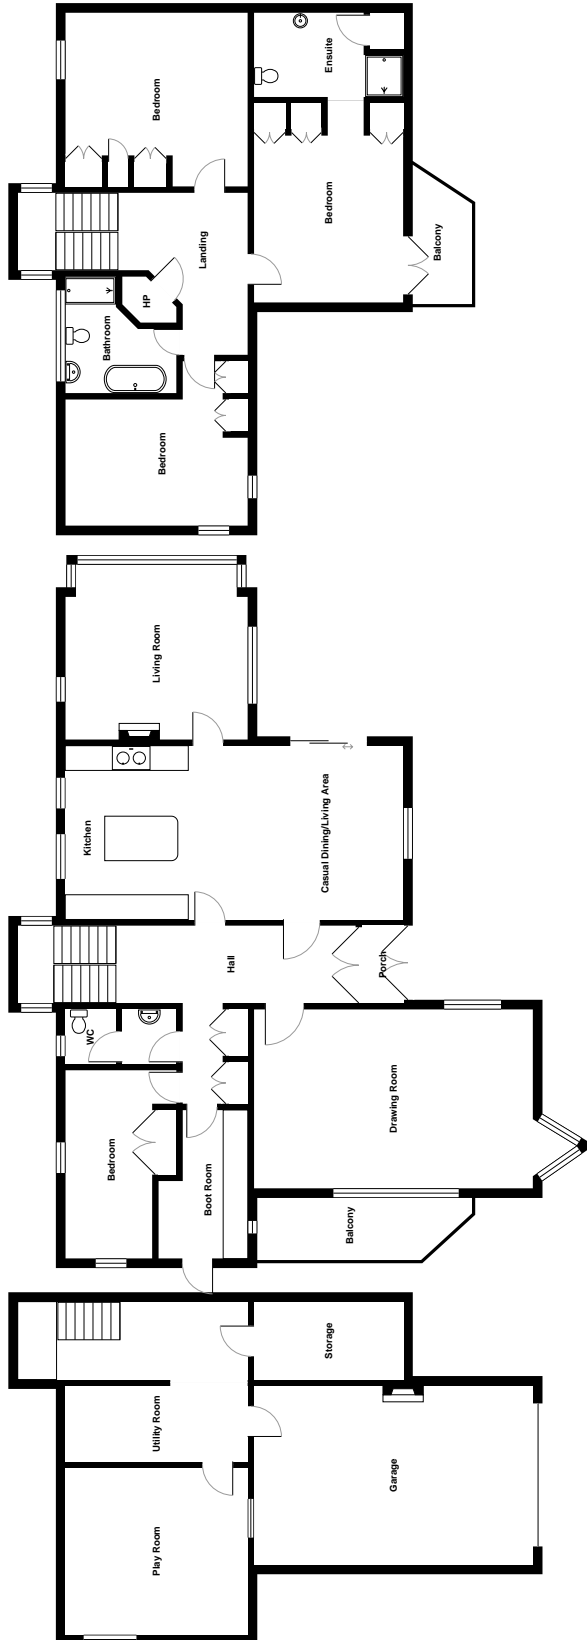 Bedroom
Ensuite
Bedroom
Balcony
Landing
HP
Bathroom
Bedroom
Living Room
Kitchen
Casual Dining/Living Area
Hall
Porch
WC
Drawing Room
Bedroom
Boot Room
Balcony
Storage
Utility Room
Garage
Play Room